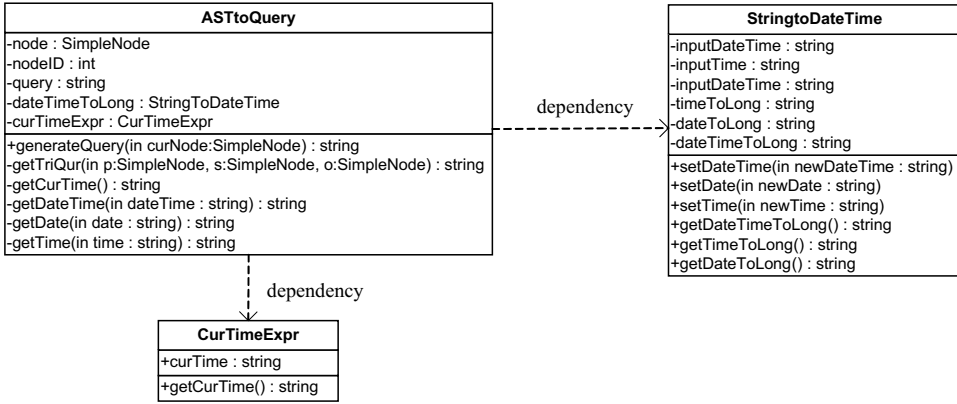 ASTtoQuery
-node : SimpleNode
-nodeID : int
-query : string
-dateTimeToLong : StringToDateTime
-curTimeExpr : CurTimeExpr
+generateQuery(in curNode:SimpleNode) : string
-getTriQur(in p:SimpleNode, s:SimpleNode, o:SimpleNode) : string
-getCurTime() : string
-getDateTime(in dateTime : string) : string
-getDate(in date : string) : string
-getTime(in time : string) : string
dependency
StringtoDateTime
-inputDateTime : string
-inputTime : string
-inputDateTime : string
-timeToLong : string
-dateToLong : string
-dateTimeToLong : string
+setDateTime(in newDateTime : string)
+setDate(in newDate : string)
+setTime(in newTime : string)
+getDateTimeToLong() : string
+getTimeToLong() : string
+getDateToLong() : string
dependency
CurTimeExpr
+curTime : string
+getCurTime() : string